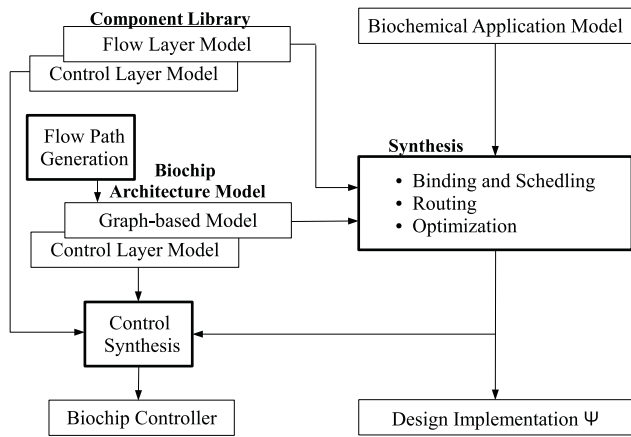 Component Library
Flow Layer Model
Control Layer Model
Biochemical Application Model
Flow Path
Generation
Biochip
Architecture Model
Graph-based Model
Control Layer Model
Synthesis
• Binding and Schedling
• Routing
• Optimization
Control
Synthesis
Biochip Controller
Design Implementation Ψ